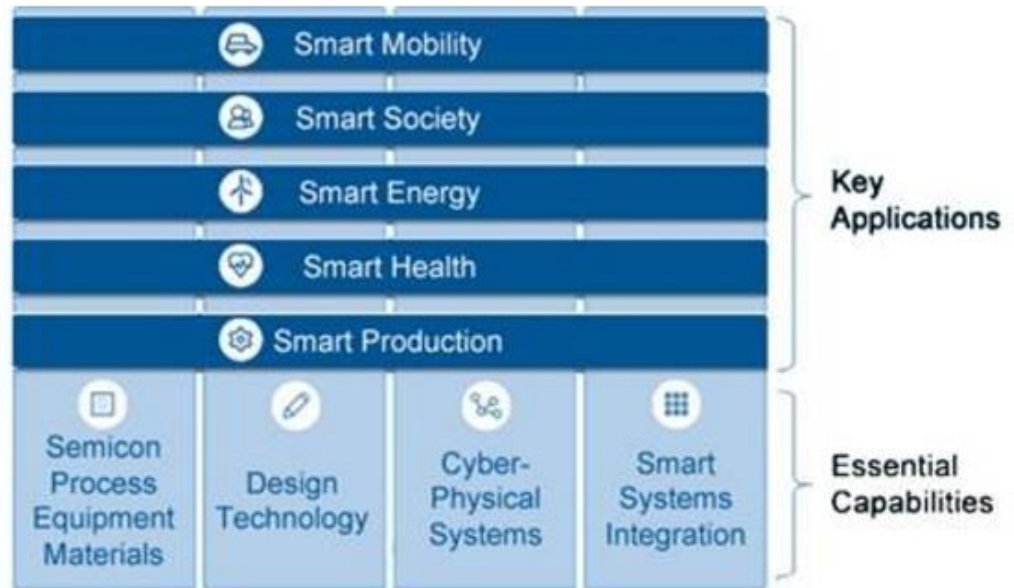 Smart Mobility
Smart Society
Smart Energy
Smart Health
Smart Production
Key
Applications
Semicon
Process
Equipment
Materials
Design
Technology
Cyber-
Physical
Systems
Smart
Systems
Integration
Essential
Capabilities